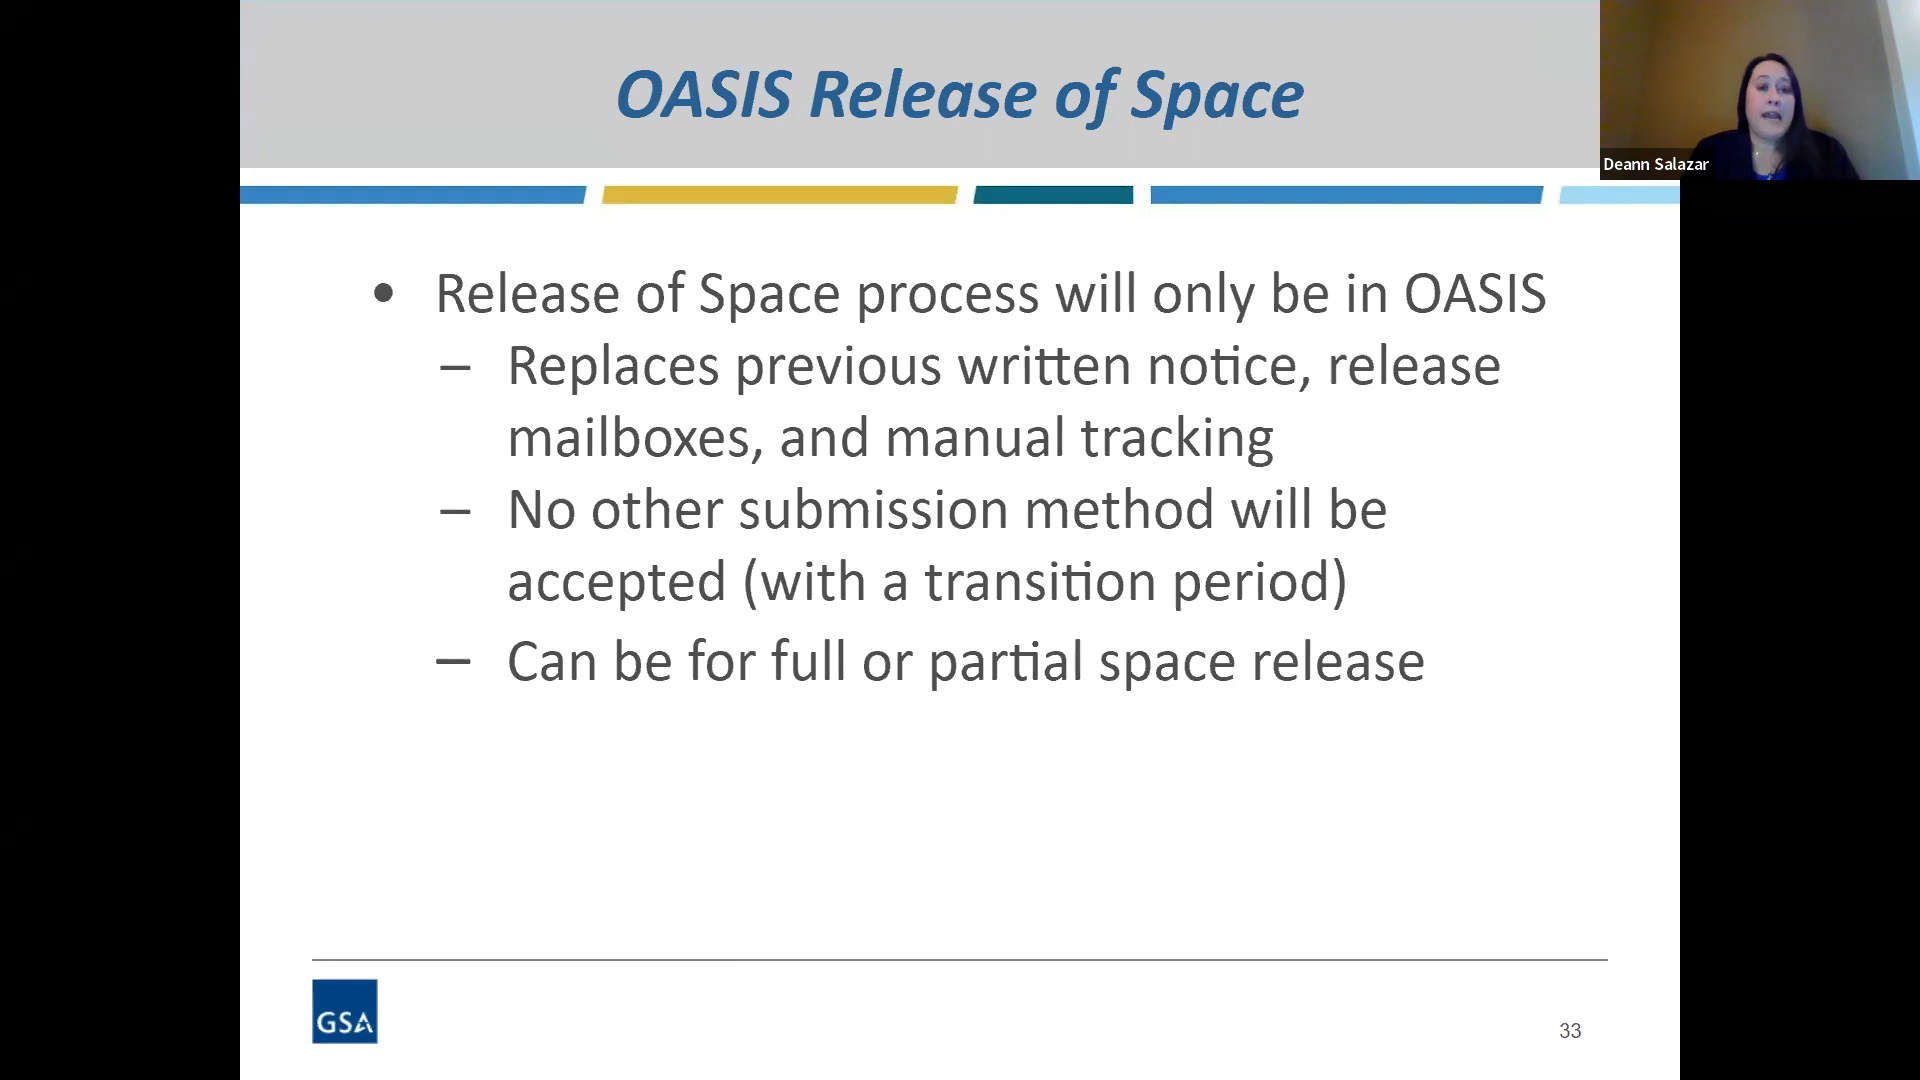 OASIS Release of Space
Deann Salazar
• Release of Space process will only be in OASIS
– Replaces previous written notice, release
mailboxes, and manual tracking
– No other submission method will be
accepted (with a transition period)
– Can be for full or partial space release
GSA
33